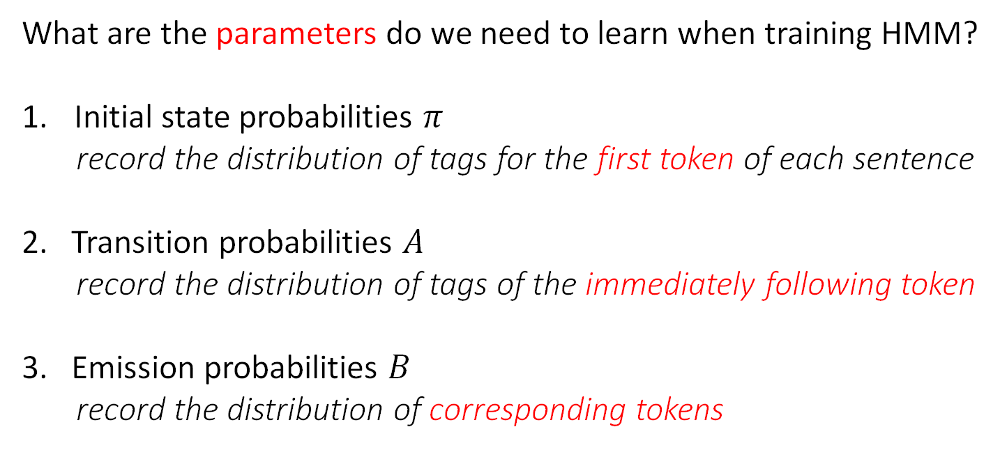 What are the parameters do we need to learn when training HMM?
1. Initial state probabilities π
record the distribution of tags for the first token of each sentence
2. Transition probabilities A
record the distribution of tags of the immediately following token
3. Emission probabilities B
record the distribution of corresponding tokens